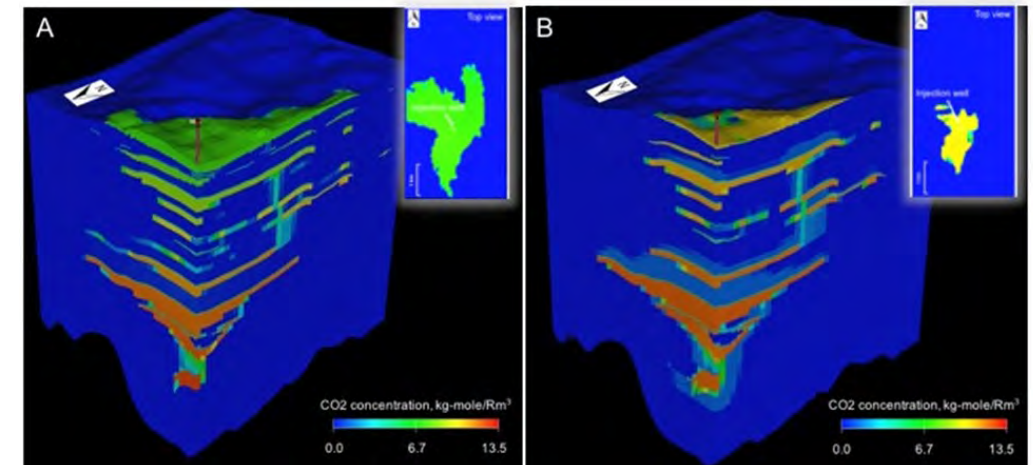 A
N
Top view
Injection well
CO2 concentration, kg-mole/Rm³
0.0 6.7 13.5
B
N
Top view
Injection well
CO2 concentration, kg-mole/Rm³
0.0 6.7 13.5